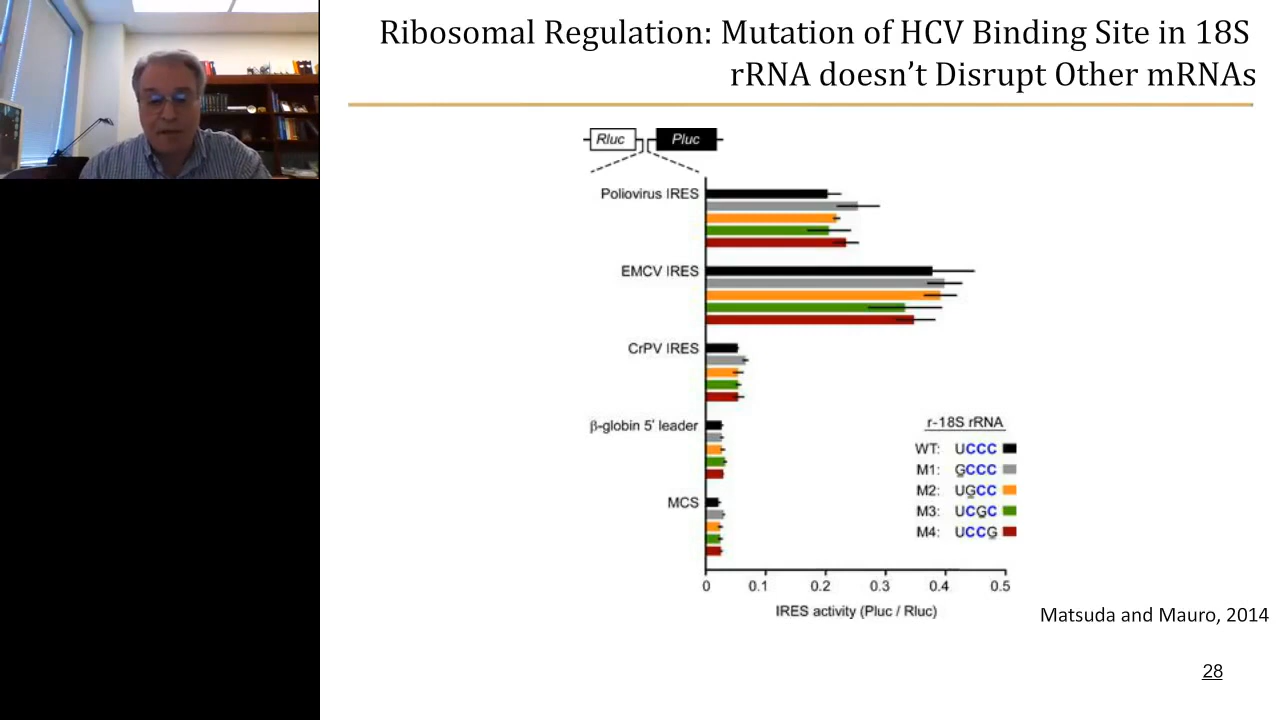 Ribosomal Regulation: Mutation of HCV Binding Site in 18S
rRNA doesn’t Disrupt Other mRNAs
Rluc
Pluc
Poliovirus IRES
EMCV IRES
CrPV IRES
β-globin 5' leader
MCS
r-18S rRNA
WT: UCCC
M1: GCCC
M2: UGCC
M3: UCGC
M4: UCCG
0 0.1 0.2 0.3 0.4 0.5
IRES activity (Pluc / Rluc)
Matsuda and Mauro, 2014
28